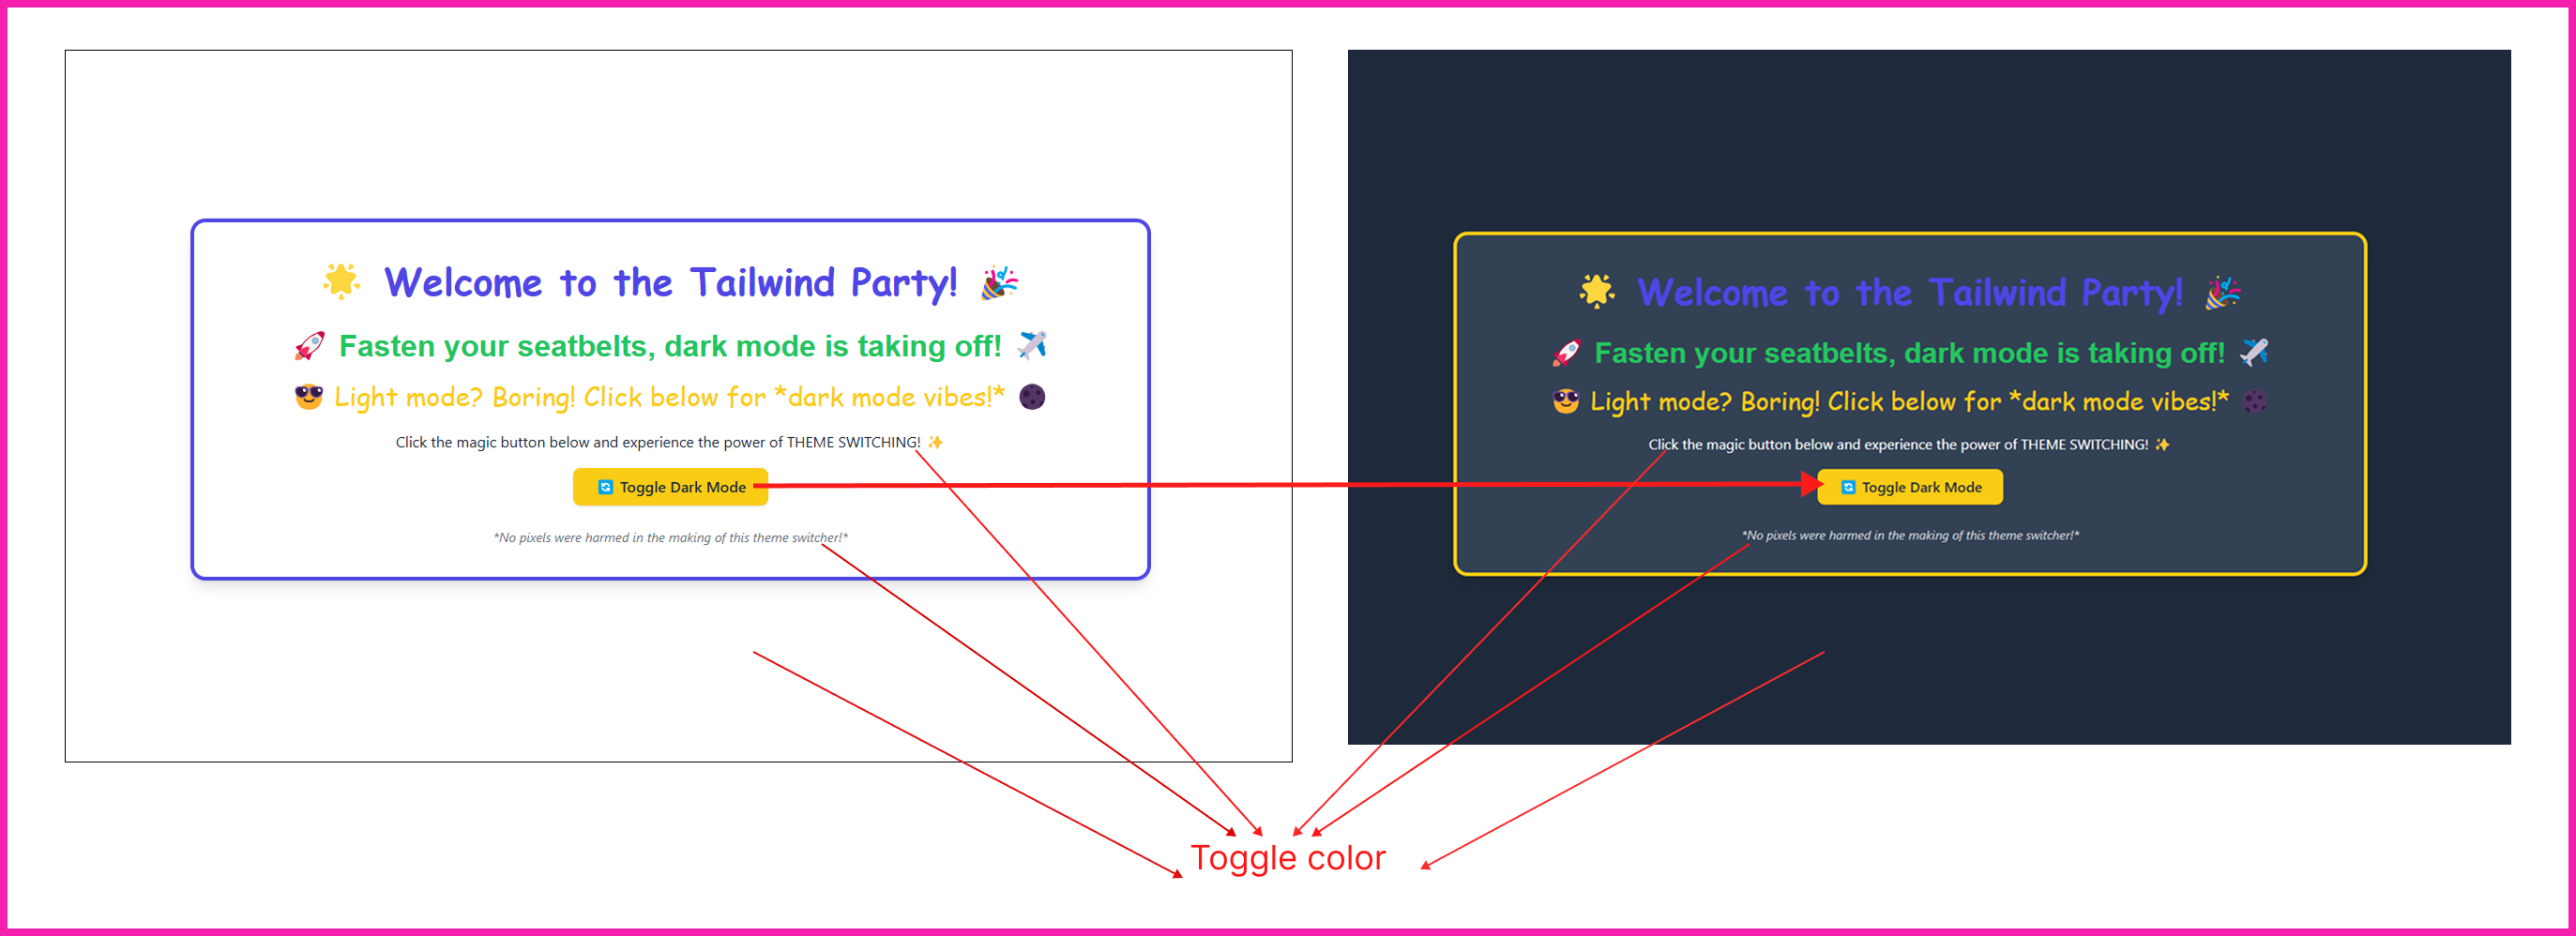 🌟 Welcome to the Tailwind Party! 🎉
🚀 Fasten your seatbelts, dark mode is taking off! ✈️
😎 Light mode? Boring! Click below for *dark mode vibes!* 🌑
Click the magic button below and experience the power of THEME SWITCHING! ✨
🔄 Toggle Dark Mode
*No pixels were harmed in the making of this theme switcher!*
🌟 Welcome to the Tailwind Party! 🎉
🚀 Fasten your seatbelts, dark mode is taking off! ✈️
😎 Light mode? Boring! Click below for *dark mode vibes!* 🌑
Click the magic button below and experience the power of THEME SWITCHING! ✨
🔄 Toggle Dark Mode
*No pixels were harmed in the making of this theme switcher!*
Toggle color